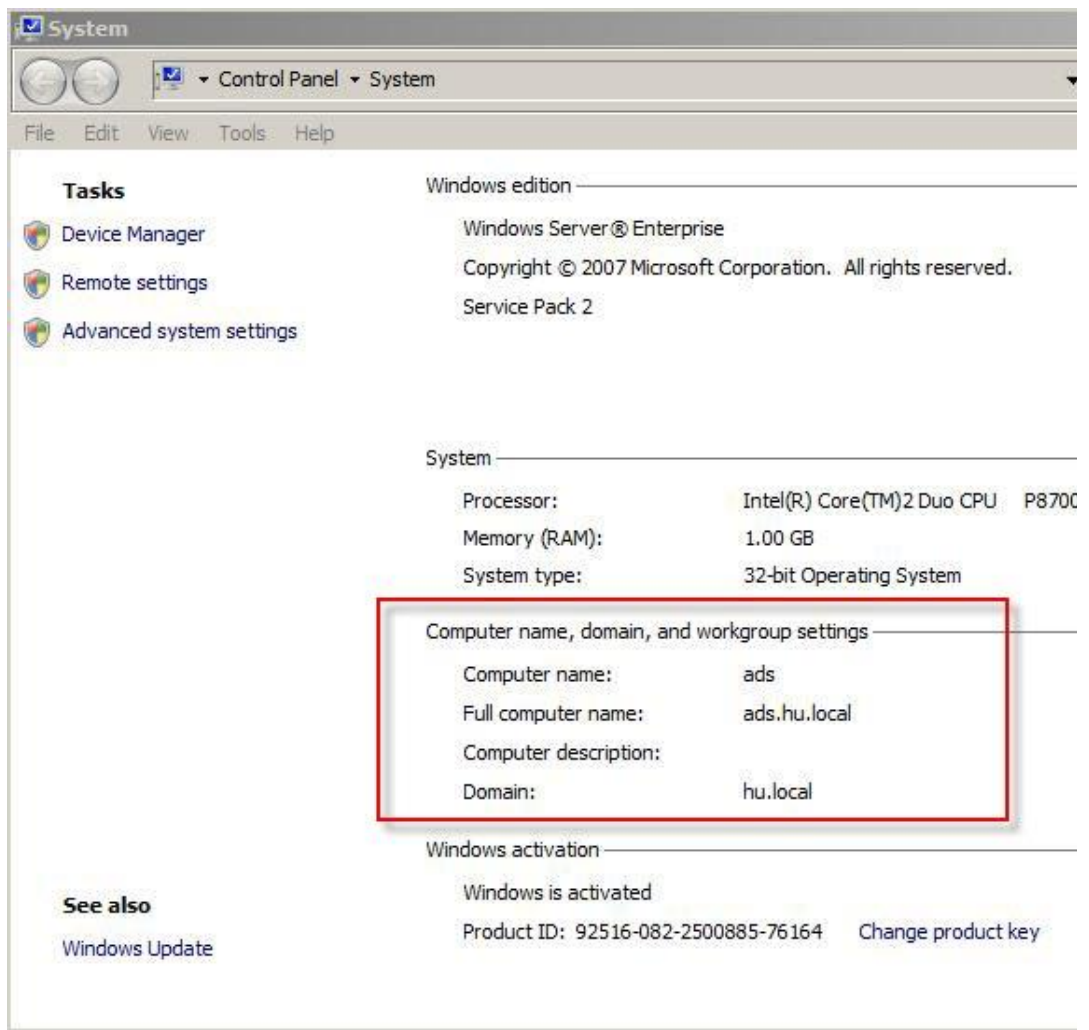 System
Control Panel System
File Edit View Tools Help
Tasks
Device Manager
Remote settings
Advanced system settings
Windows edition
Windows Server® Enterprise
Copyright © 2007 Microsoft Corporation. All rights reserved.
Service Pack 2
System
Processor: Intel(R) Core(TM)2 Duo CPU P8700
Memory (RAM): 1.00 GB
System type: 32-bit Operating System
Computer name, domain, and workgroup settings
Computer name: ads
Full computer name: ads.hu.local
Computer description:
Domain: hu.local
Windows activation
Windows is activated
Product ID: 92516-082-2500885-76164 Change product key
See also
Windows Update